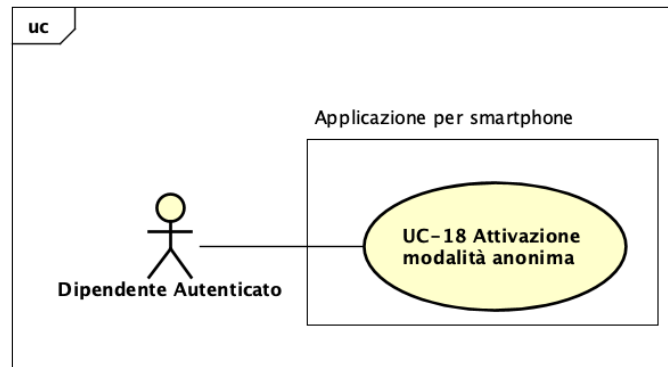 uc
Applicazione per smartphone
UC-18 Attivazione
modalità anonima
Dipendente Autenticato